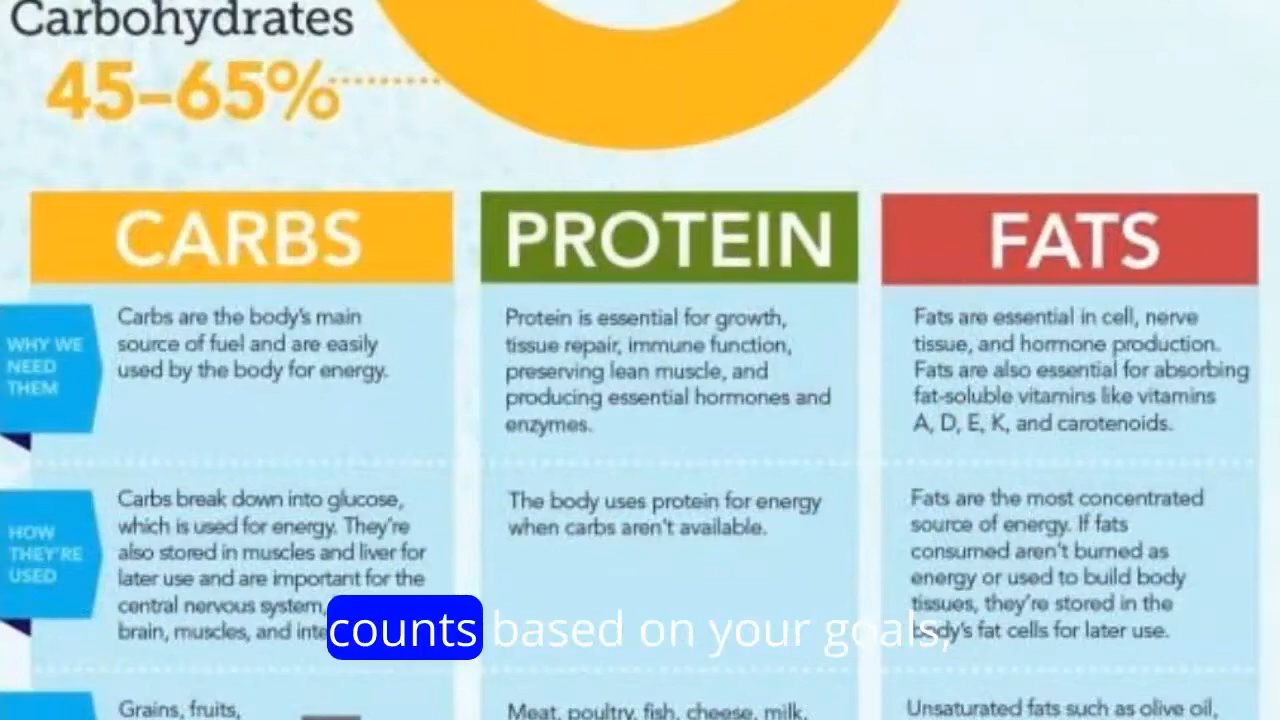 Carbohydrates
45–65%
CARBS
PROTEIN
FATS
WHY WE
NEED
THEM
Carbs are the body's main
source of fuel and are easily
used by the body for energy.
Protein is essential for growth,
tissue repair, immune function,
preserving lean muscle, and
producing essential hormones and
enzymes.
Fats are essential in cell, nerve
tissue, and hormone production.
Fats are also essential for absorbing
fat-soluble vitamins like vitamins
A, D, E, K, and carotenoids.
HOW
THEY'RE
USED
Carbs break down into glucose,
which is used for energy. They're
also stored in muscles and liver for
later use and are important for the
central nervous system,
brain, muscles, and
The body uses protein for energy
when carbs aren't available.
Fats are the most concentrated
source of energy. If fats
consumed aren't burned as
energy or used to build body
tissues, they're stored in the
body's fat cells for later use.
counts based on your goals,
Grains, fruits,
Meat, poultry, fish, cheese, milk,
Unsaturated fats such as olive oil,